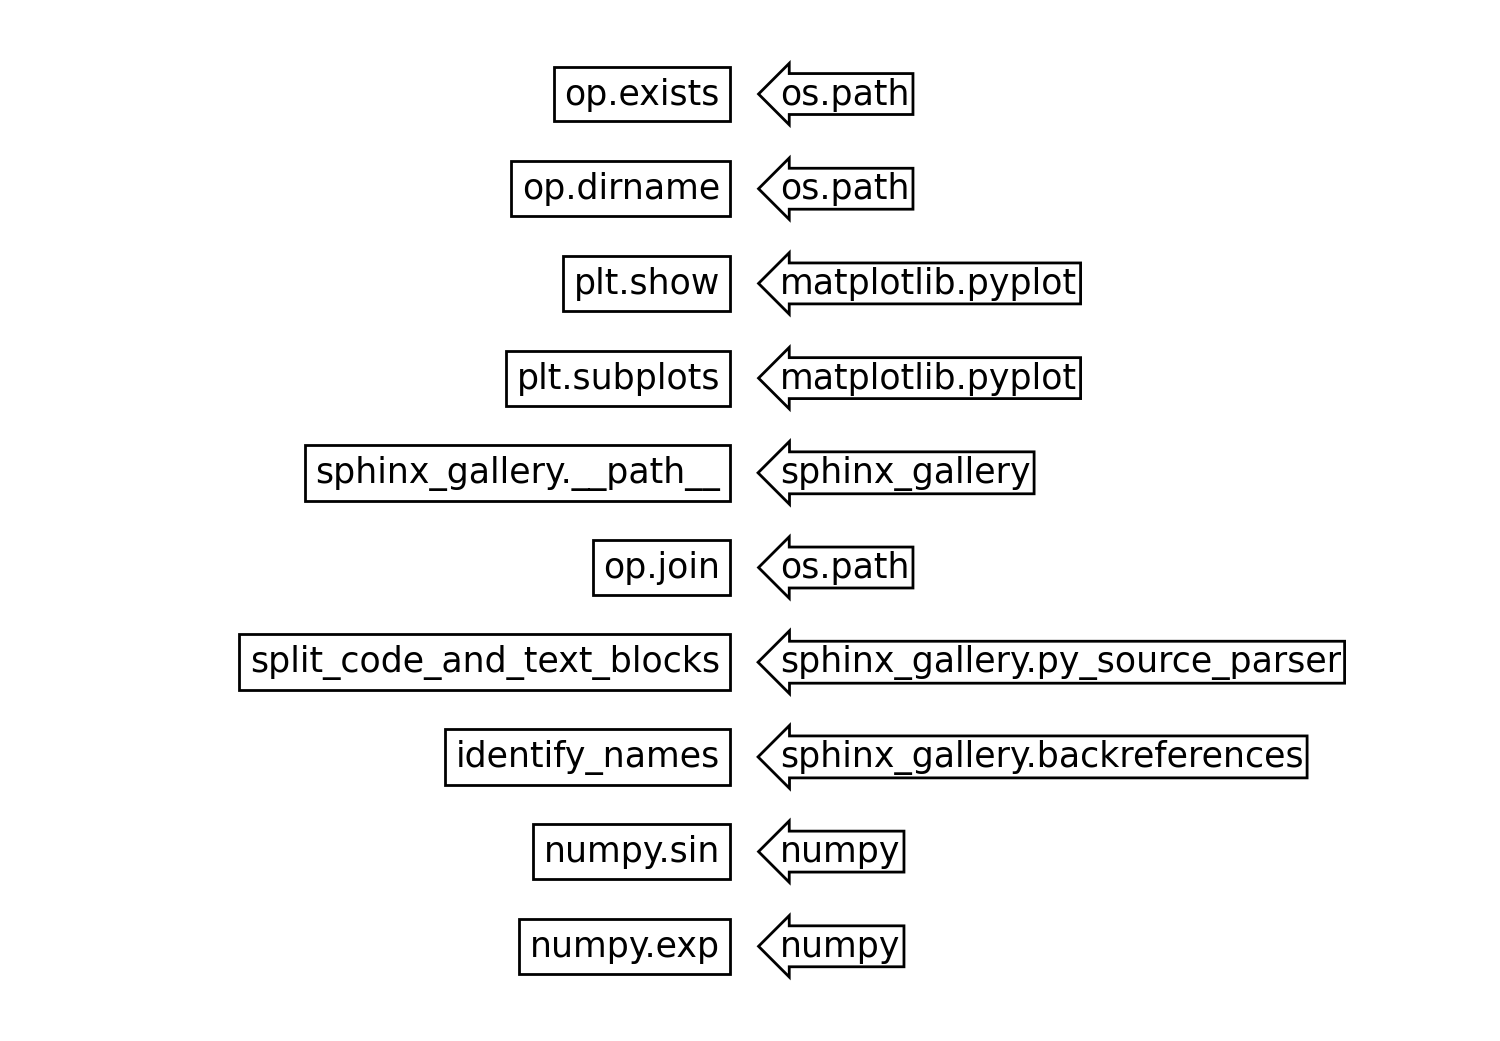 op.exists os.path
op.dirname os.path
plt.show matplotlib.pyplot
plt.subplots matplotlib.pyplot
sphinx_gallery.__path__ sphinx_gallery
op.join os.path
split_code_and_text_blocks sphinx_gallery.py_source_parser
identify_names sphinx_gallery.backreferences
numpy.sin numpy
numpy.exp numpy